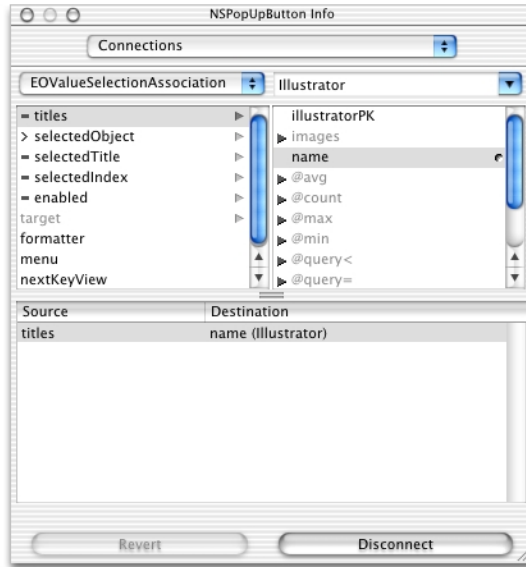 NSPopUpButton Info
Connections
EOValueSelectionAssociation
Illustrator
= titles
> selectedObject
= selectedTitle
= selectedIndex
= enabled
target
formatter
menu
nextKeyView
illustratorPK
images
name
@avg
@count
@max
@min
@query<
@query=
Source Destination
titles name (Illustrator)
Revert Disconnect